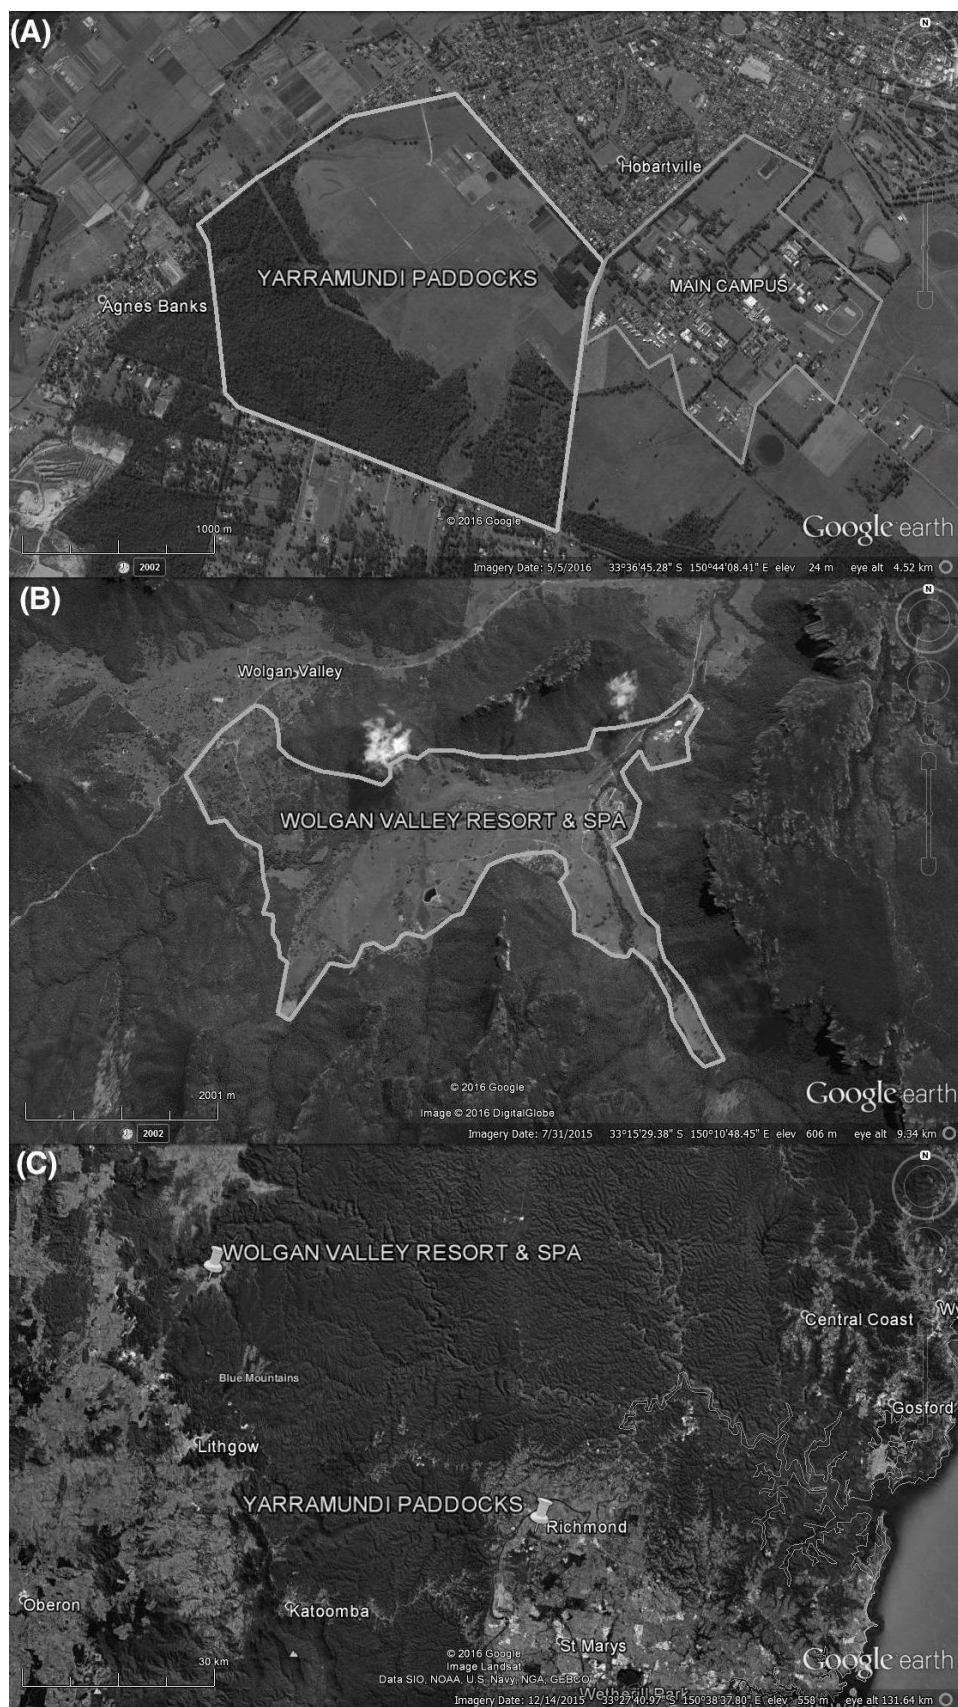 (A)
N
Hobartville
YARRAMUNDI PADDOCKS
MAIN CAMPUS
Agnes Banks
© 2016 Google
1000 m
Google earth
2002
Imagery Date: 5/5/2016 33°36'45.28" S 150°44'08.41" E elev 24 m eye alt 4.52 km
(B)
N
Wolgan Valley
WOLGAN VALLEY RESORT & SPA
© 2016 Google
2001 m
Google earth
Image © 2016 DigitalGlobe
2002
Imagery Date: 7/31/2015 33°15'29.38" S 150°10'48.45" E elev 606 m eye alt 9.34 km
(C)
N
WOLGAN VALLEY RESORT & SPA
Central Coast
Wy
Blue Mountains
Gosford
Lithgow
YARRAMUNDI PADDOCKS
Richmond
Oberon
Katoomba
St Marys
© 2016 Google
30 km
Image Landsat
Google earth
Data SIO, NOAA, U.S. Navy, NGA, GEBCO
Wetherill Park
Imagery Date: 12/14/2015 33°27'40.97" S 150°38'37.80" E elev 558 m eye alt 131.64 km